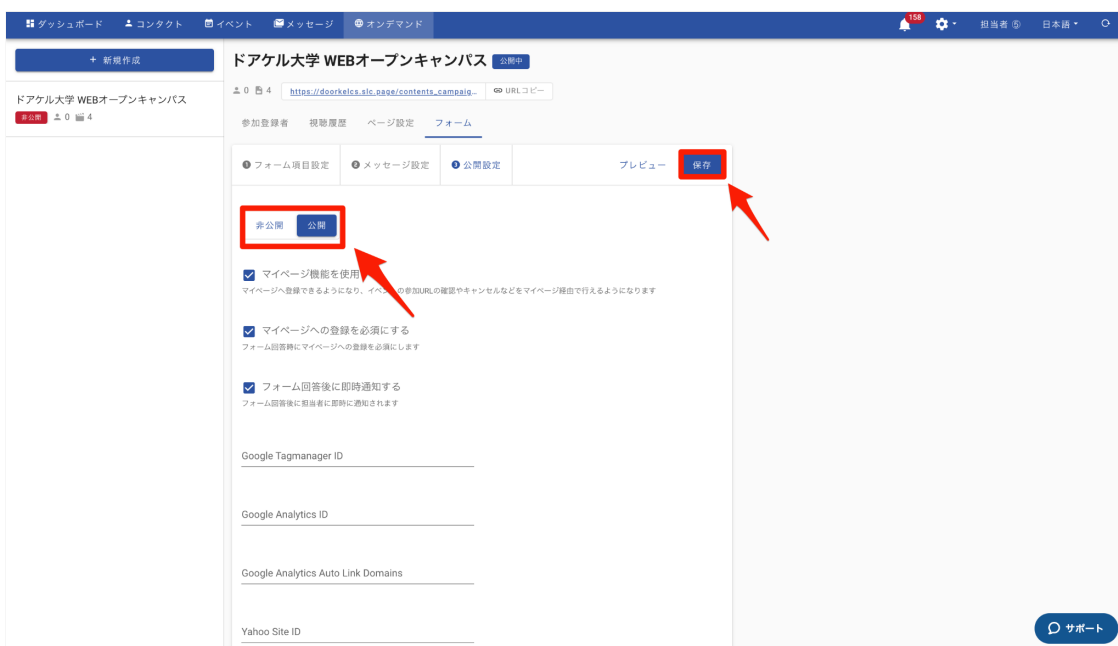 ダッシュボード コンタクト イベント メッセージ オンデマンド 158 担当者 ⑤ 日本語
+ 新規作成
ドアケル大学 WEBオープンキャンパス
非公開 0 4
ドアケル大学 WEBオープンキャンパス 公開中
0 4 https://doorkelcs.slc.page/contents_campaig… URLコピー
参加登録者 視聴履歴 ページ設定 フォーム
❶ フォーム項目設定 ❷ メッセージ設定 ❸ 公開設定 プレビュー 保存
非公開 公開
マイページ機能を使用
マイページへ登録できるようになり、イベントの参加URLの確認やキャンセルなどをマイページ経由で行えるようになります
マイページへの登録を必須にする
フォーム回答時にマイページへの登録を必須にします
フォーム回答後に即時通知する
フォーム回答後に担当者に即時に通知されます
Google Tagmanager ID
Google Analytics ID
Google Analytics Auto Link Domains
Yahoo Site ID
サポート